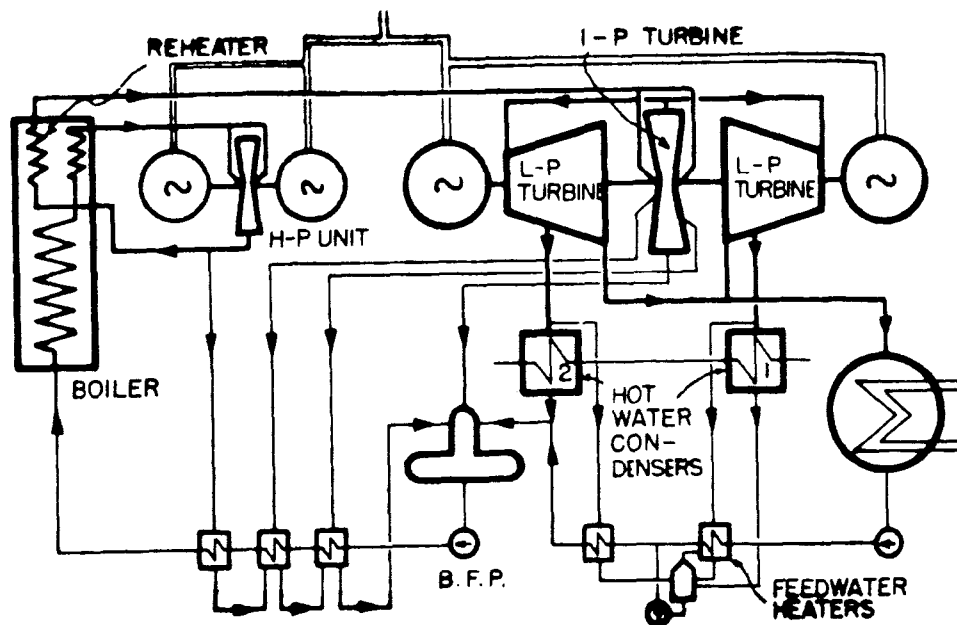 REHEATER
I-P TURBINE
L-P
TURBINE
L-P
TURBINE
H-P UNIT
BOILER
2
1
HOT
WATER
CON-
DENSERS
B.F.P.
FEEDWATER
HEATERS